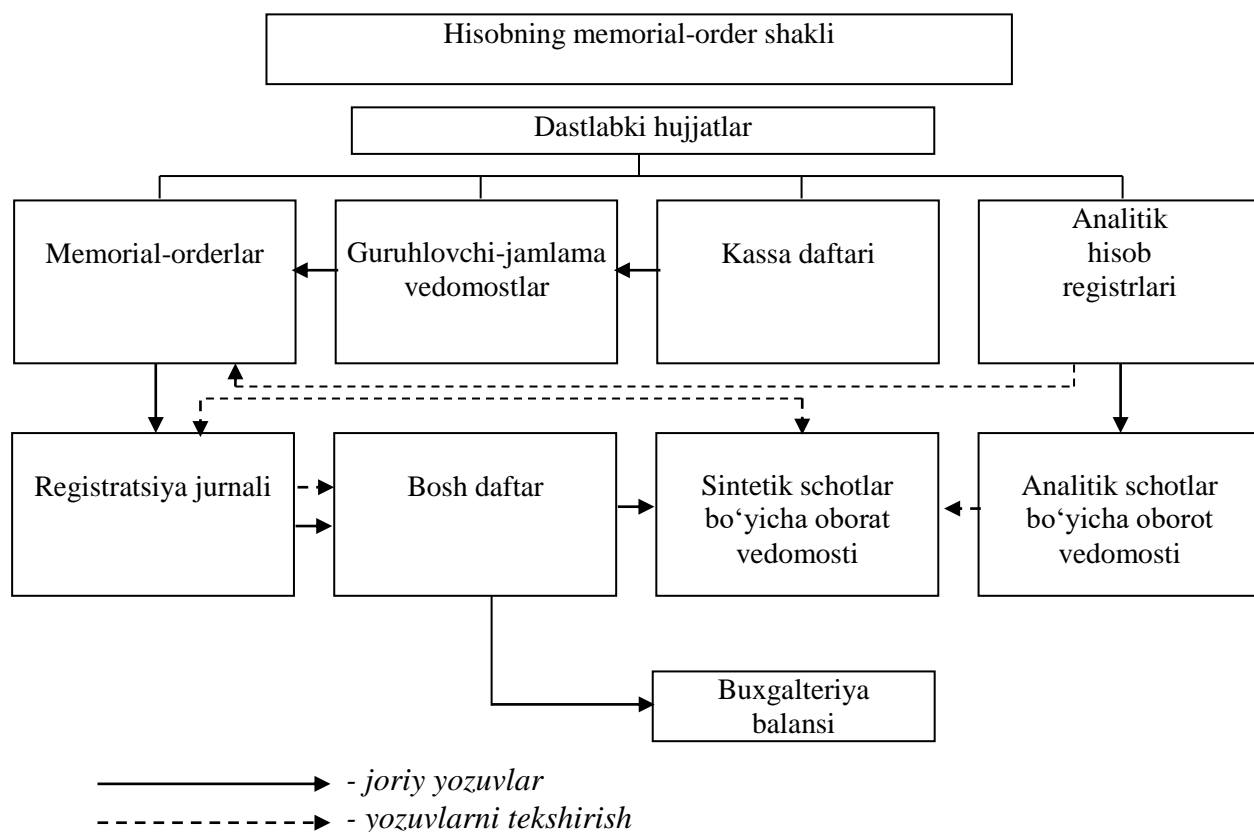 Hisobning memorial-order shakli
Dastlabki hujjatlar
Memorial-orderlar
Guruhlovchi-jamlama
vedomostlar
Kassa daftari
Analitik
hisob
registrlari
Registratsiya jurnali
Bosh daftar
Sintetik schotlar
bo‘yicha oborat
vedomosti
Analitik schotlar
bo‘yicha oborot
vedomosti
Buxgalteriya
balansi
- joriy yozuvlar
- yozuvlarni tekshirish